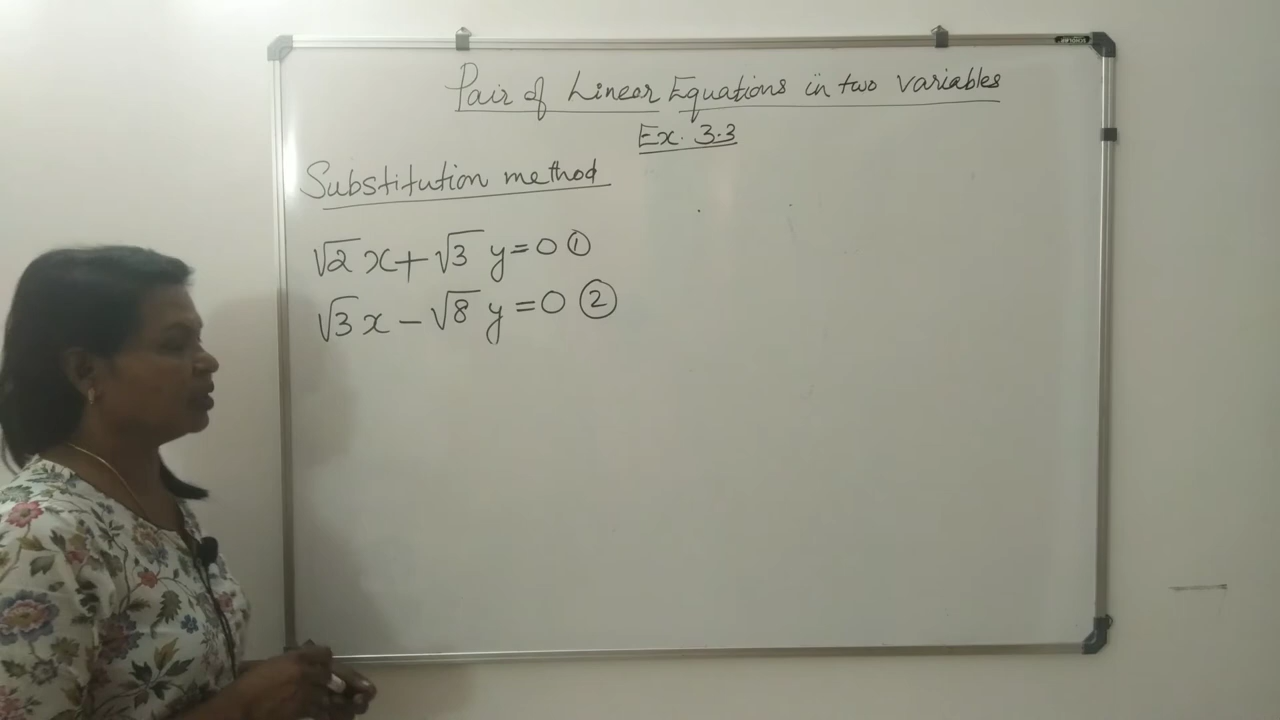 Pair of Linear Equations in two variables
Ex. 3.3
Substitution method
√2 x + √3 y = 0 ①
√3 x − √8 y = 0 ②